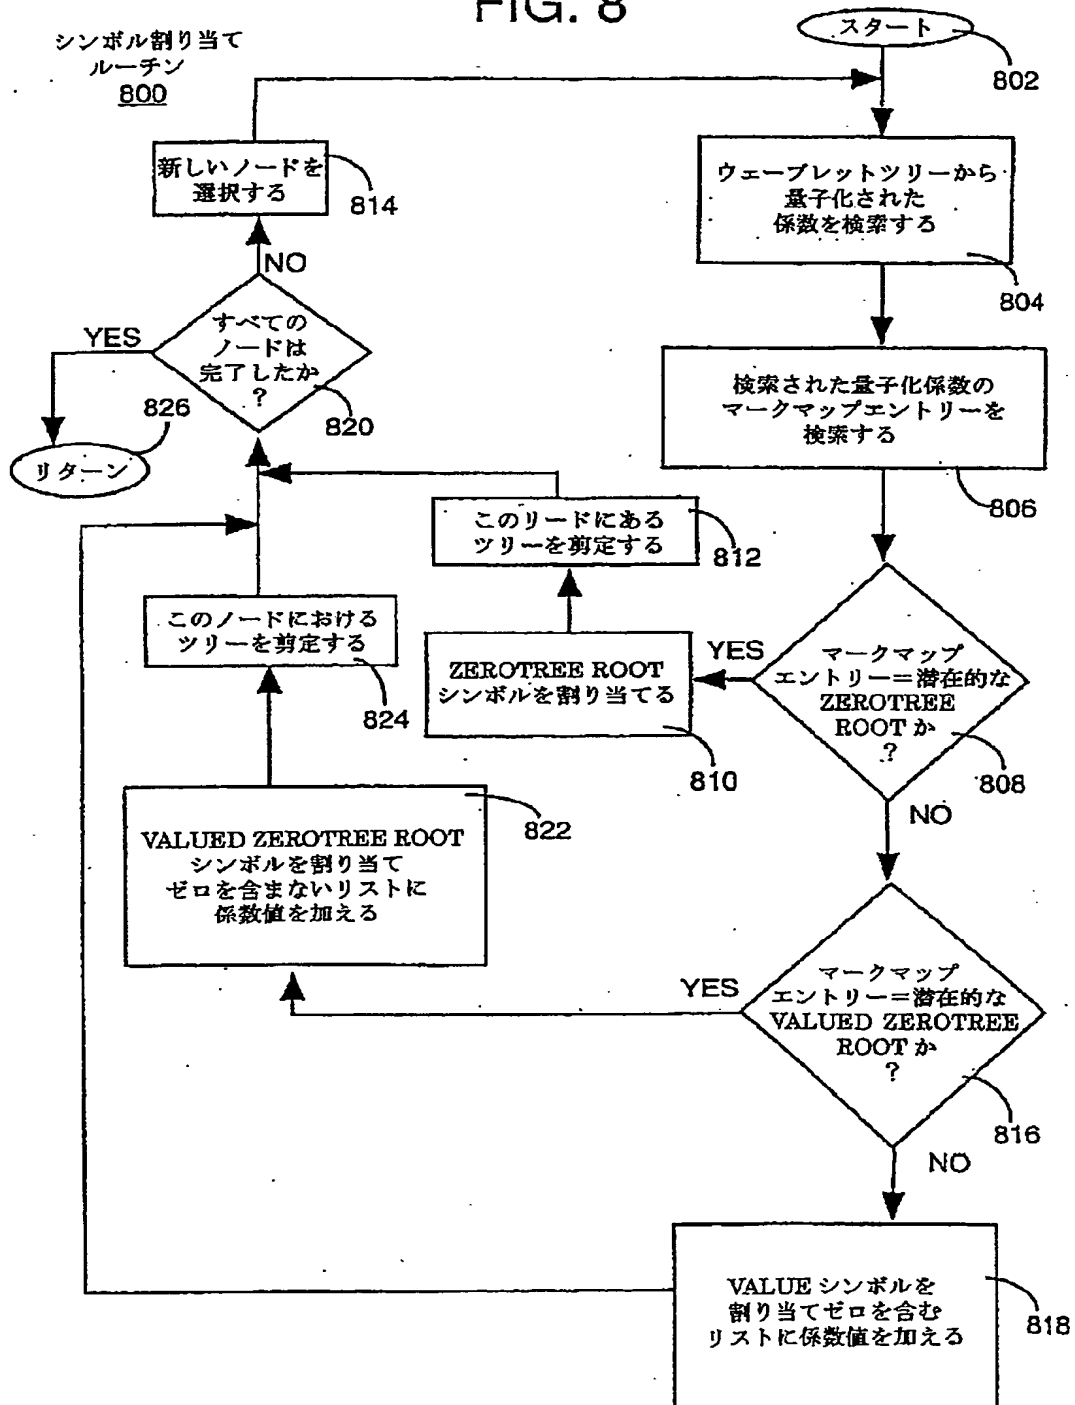 FIG. 8
シンボル割り当て
ルーチン
800
スタート
802
新しいノードを
選択する
814
ウェーブレットツリーから
量子化された
係数を検索する
804
NO
YES
すべての
ノードは
完了したか
?
820
826
リターン
検索された量子化係数の
マークマップエントリーを
検索する
806
このリードにある
ツリーを剪定する
812
このノードにおける
ツリーを剪定する
824
ZEROTREE ROOT
シンボルを割り当てる
810
YES
マークマップ
エントリー=潜在的な
ZEROTREE
ROOT か
?
808
NO
VALUED ZEROTREE ROOT
シンボルを割り当て
ゼロを含まないリストに
係数値を加える
822
YES
マークマップ
エントリー=潜在的な
VALUED ZEROTREE
ROOT か
?
816
NO
VALUE シンボルを
割り当てゼロを含む
リストに係数値を加える
818